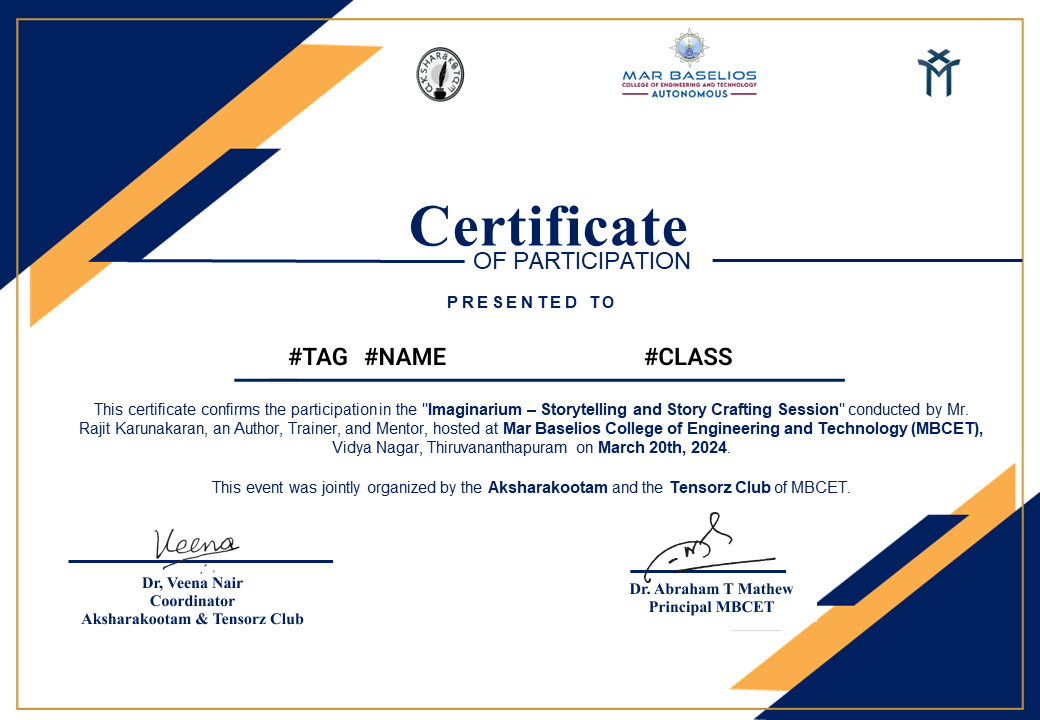 AKSHARAKOOTAM
MAR BASELIOS
COLLEGE OF ENGINEERING AND TECHNOLOGY
AUTONOMOUS
Certificate
OF PARTICIPATION
PRESENTED TO
#TAG #NAME #CLASS
This certificate confirms the participation in the "Imaginarium – Storytelling and Story Crafting Session" conducted by Mr.
Rajit Karunakaran, an Author, Trainer, and Mentor, hosted at Mar Baselios College of Engineering and Technology (MBCET),
Vidya Nagar, Thiruvananthapuram on March 20th, 2024.
This event was jointly organized by the Aksharakootam and the Tensorz Club of MBCET.
Veena
Dr, Veena Nair
Coordinator
Aksharakootam & Tensorz Club
Dr. Abraham T Mathew
Principal MBCET